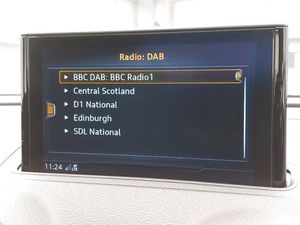 Radio: DAB
BBC DAB: BBC Radio1
Central Scotland
D1 National
Edinburgh
SDL National
11:24